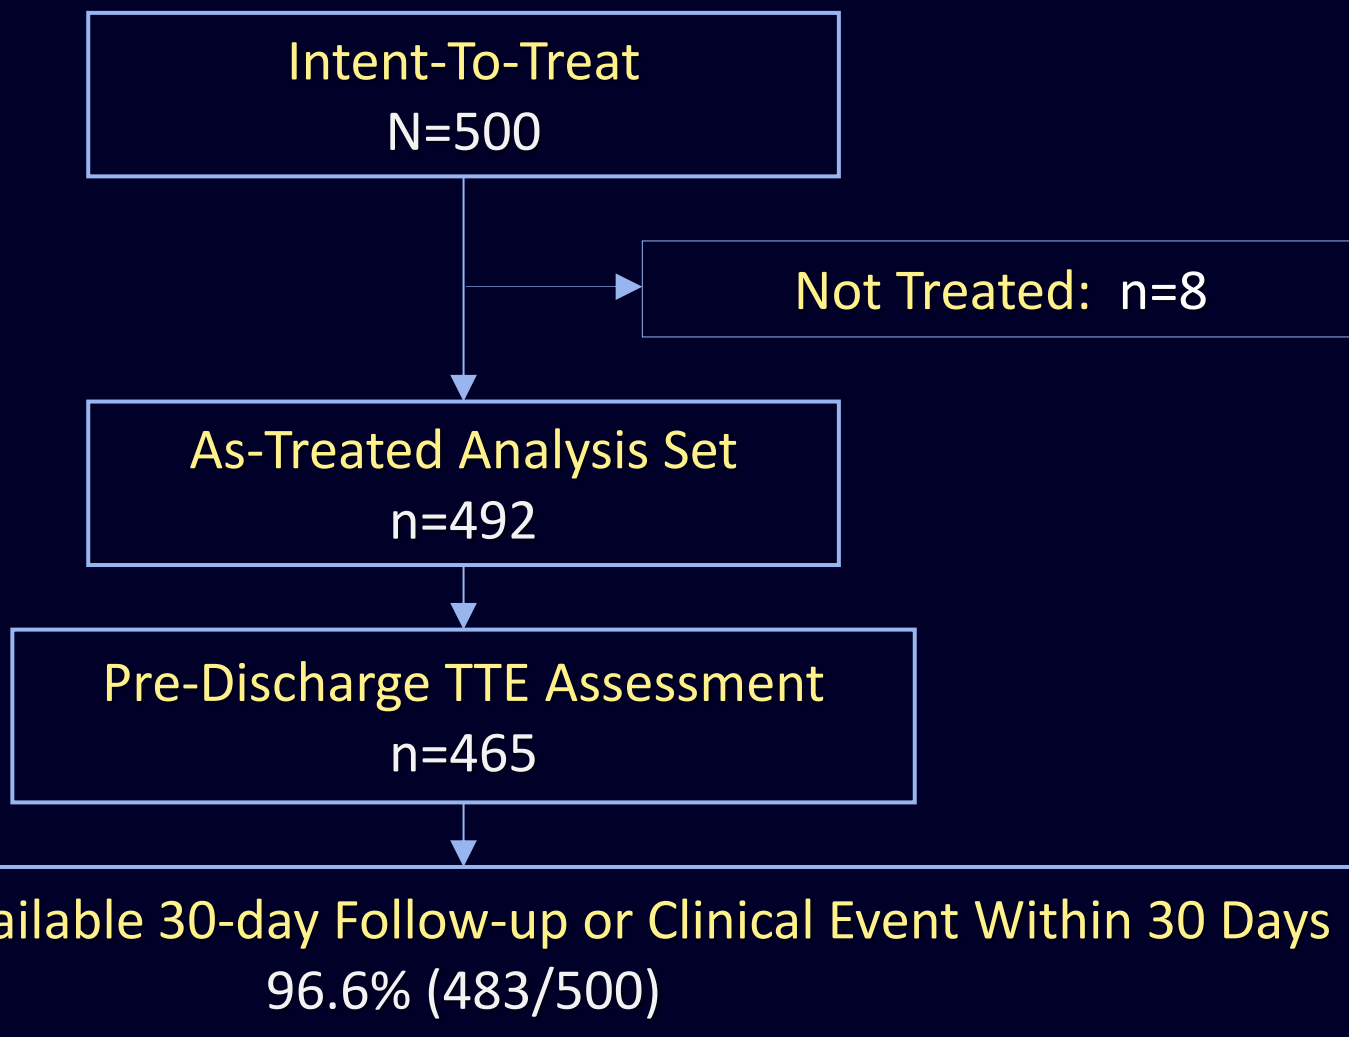 Intent-To-Treat
N=500
Not Treated: n=8
As-Treated Analysis Set
n=492
Pre-Discharge TTE Assessment
n=465
ailable 30-day Follow-up or Clinical Event Within 30 Days
96.6% (483/500)